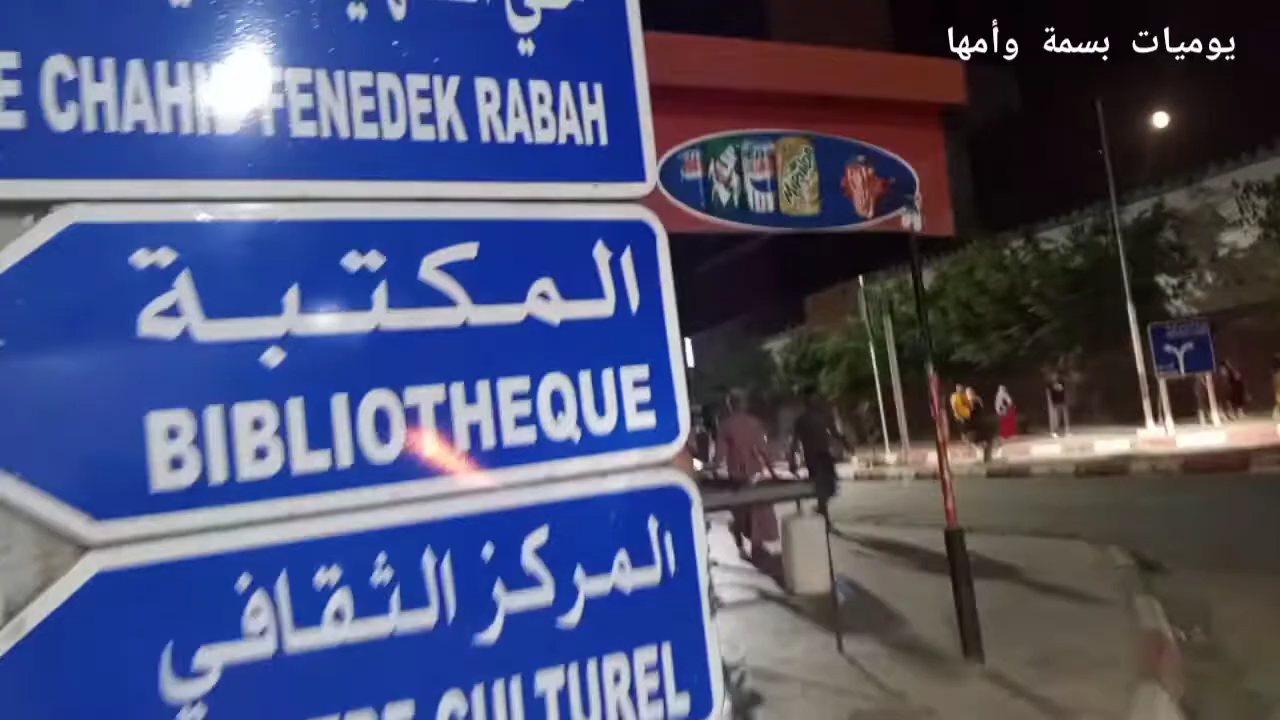 يوميات بسمة وأمها
E CHAHID FENEDEK RABAH
المكتبة
BIBLIOTHEQUE
المركز الثقافي
CULTUREL